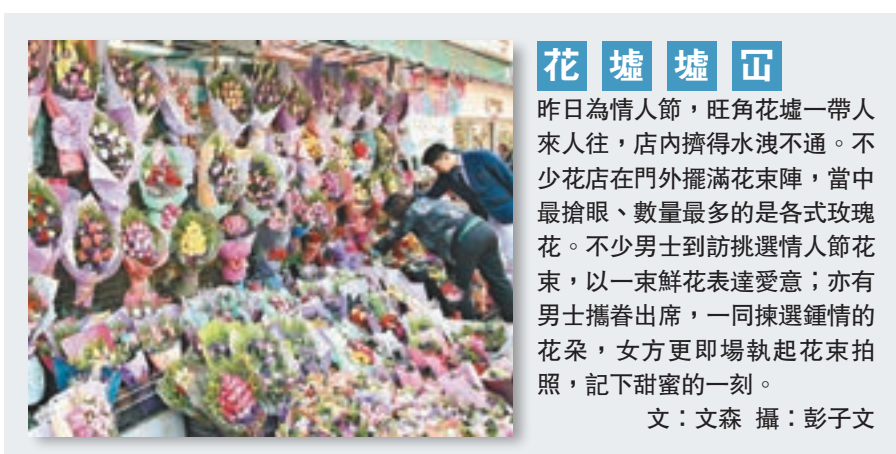 花墟墟冚
昨日為情人節，旺角花墟一帶人
來人往，店內擠得水洩不通。不
少花店在門外擺滿花束陣，當中
最搶眼、數量最多的是各式玫瑰
花。不少男士到訪挑選情人節花
束，以一束鮮花表達愛意；亦有
男士攜眷出席，一同揀選鍾情的
花朵，女方更即場執起花束拍
照，記下甜蜜的一刻。
文：文森 攝：彭子文